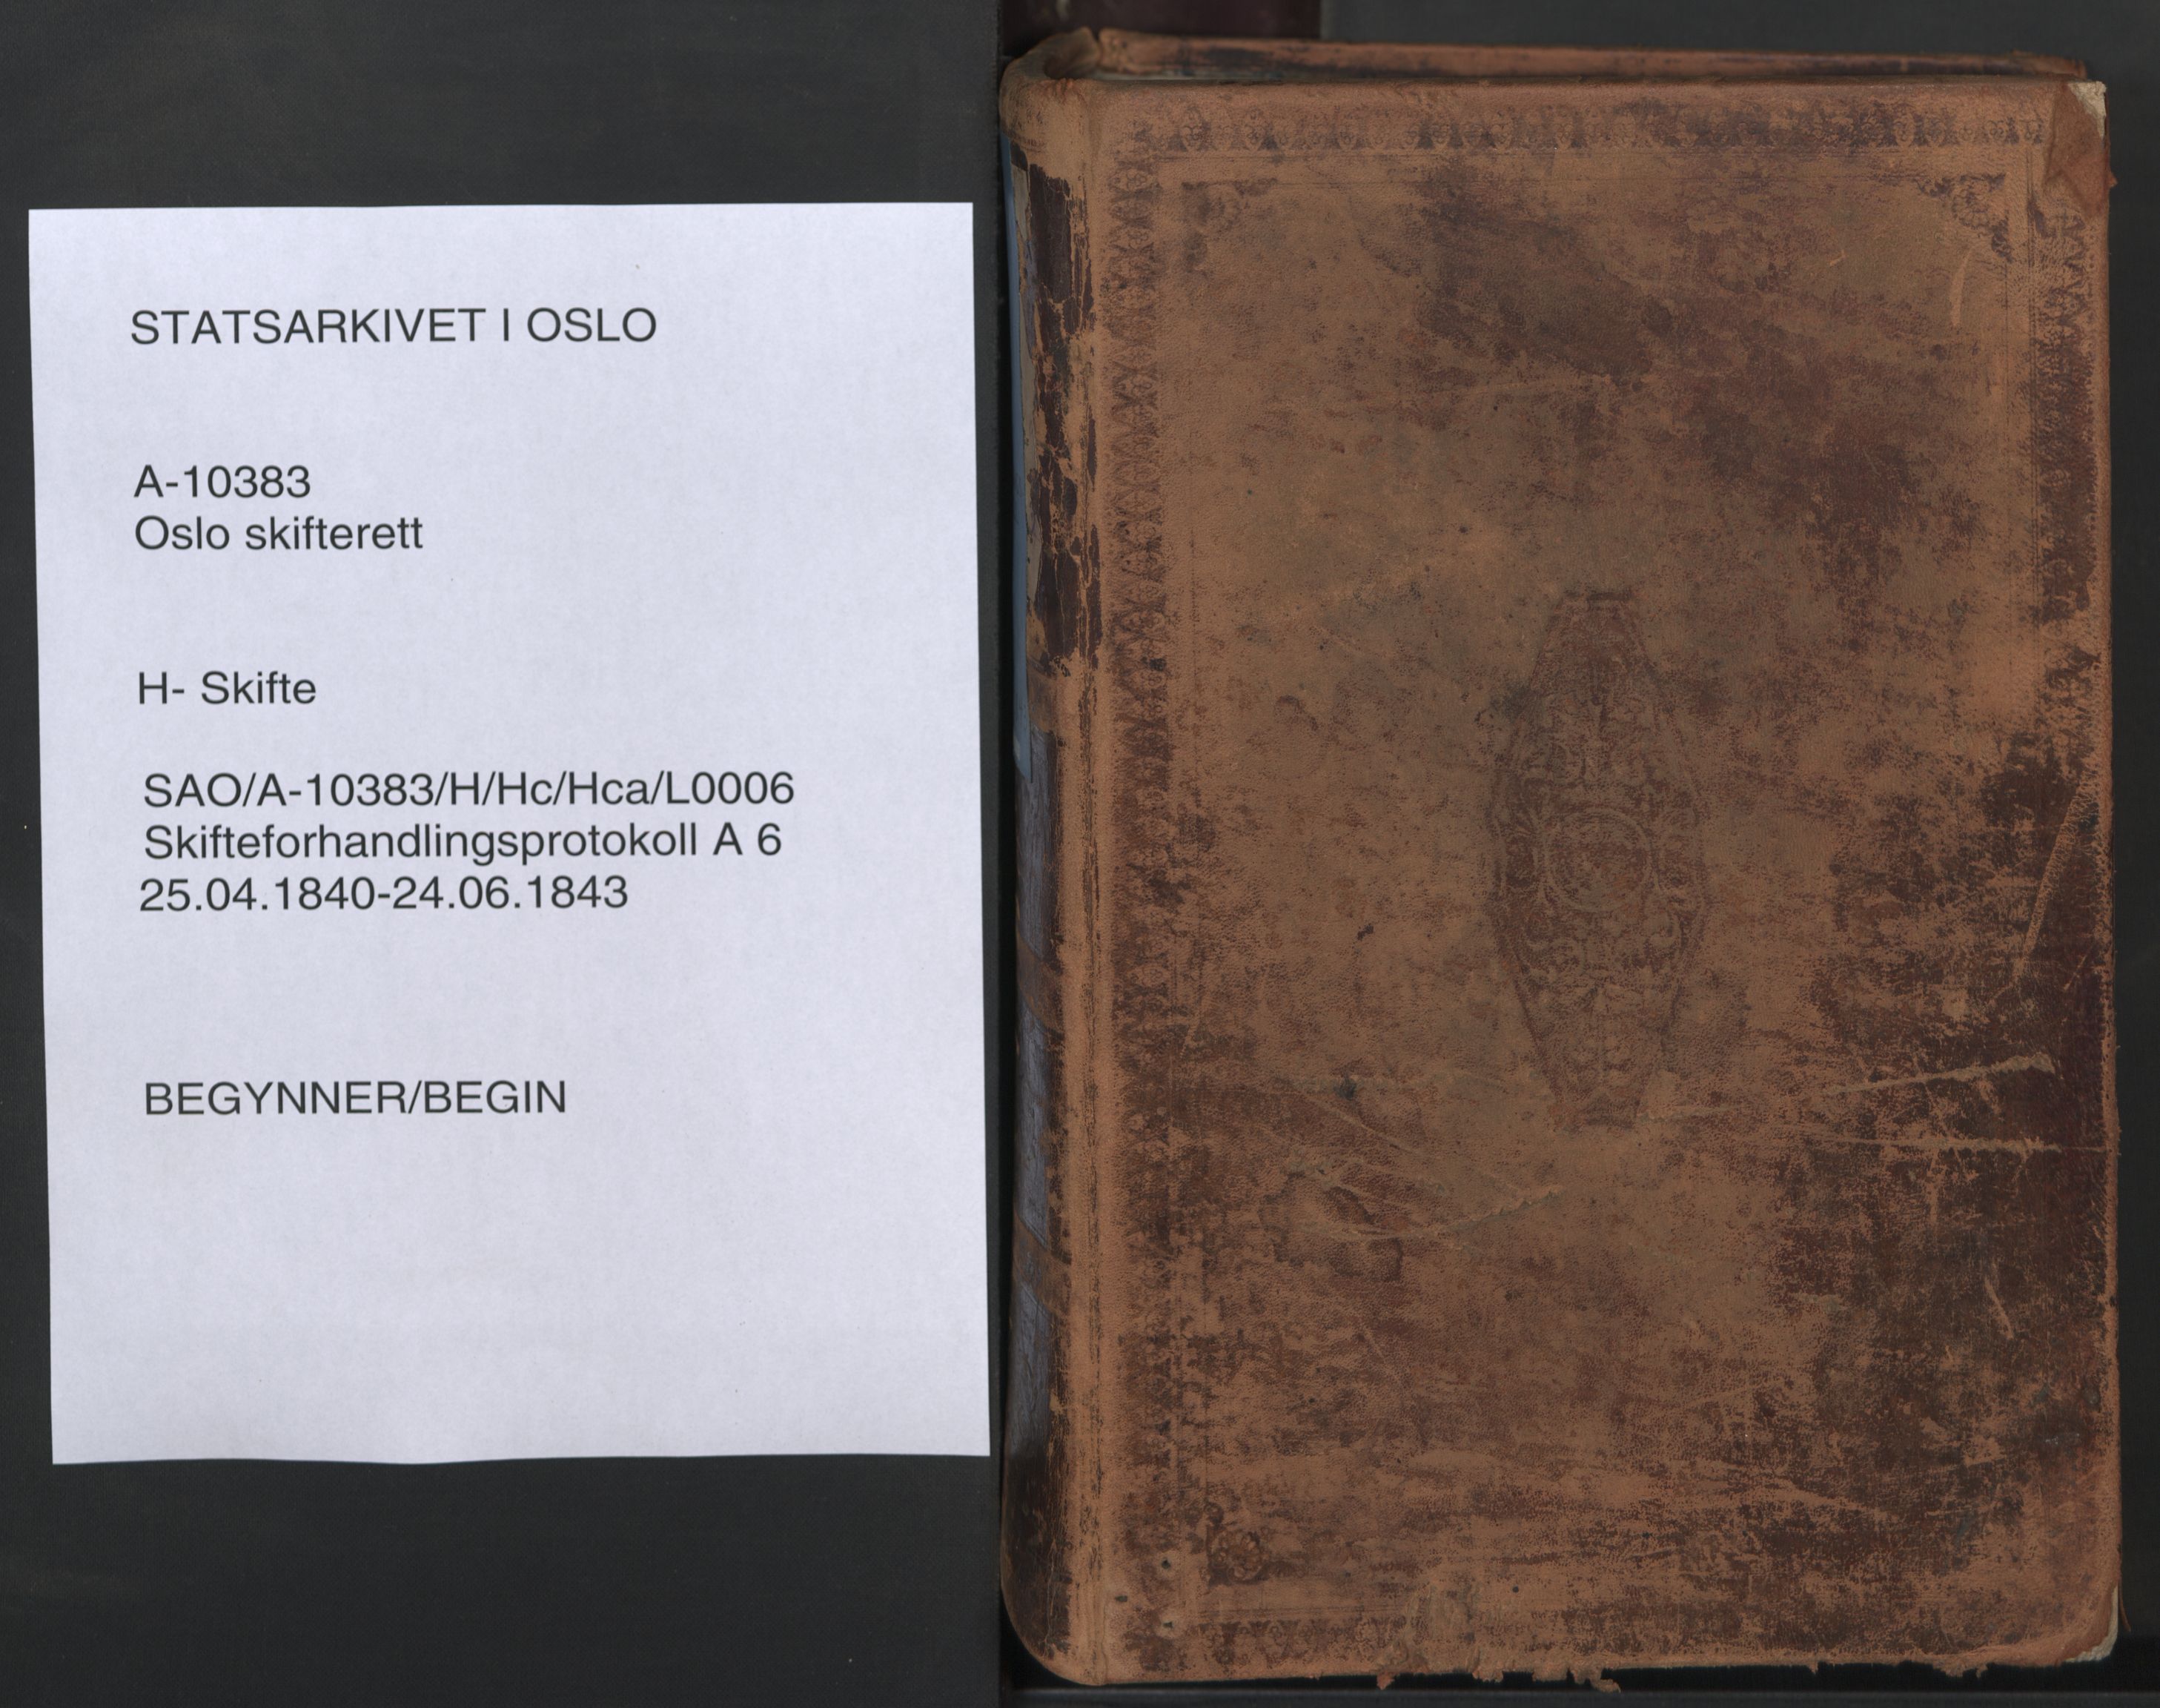 STATSARKIVET I OSLO
A-10383
Oslo skifterett
H- Skifte
SAO/A-10383/H/Hc/Hca/L0006
Skifteforhandlingsprotokoll A 6
25.04.1840-24.06.1843
BEGYNNER/BEGIN